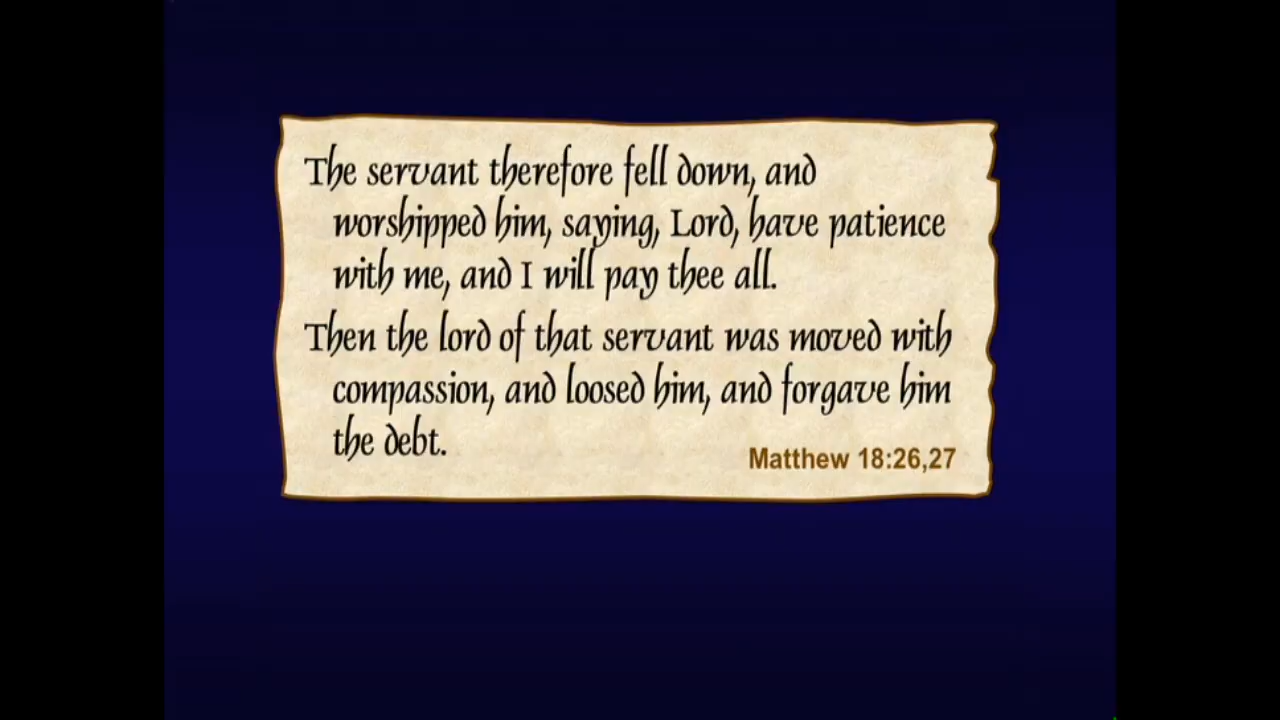 The servant therefore fell down, and
worshipped him, saying, Lord, have patience
with me, and I will pay thee all.
Then the lord of that servant was moved with
compassion, and loosed him, and forgave him
the debt.
Matthew 18:26,27